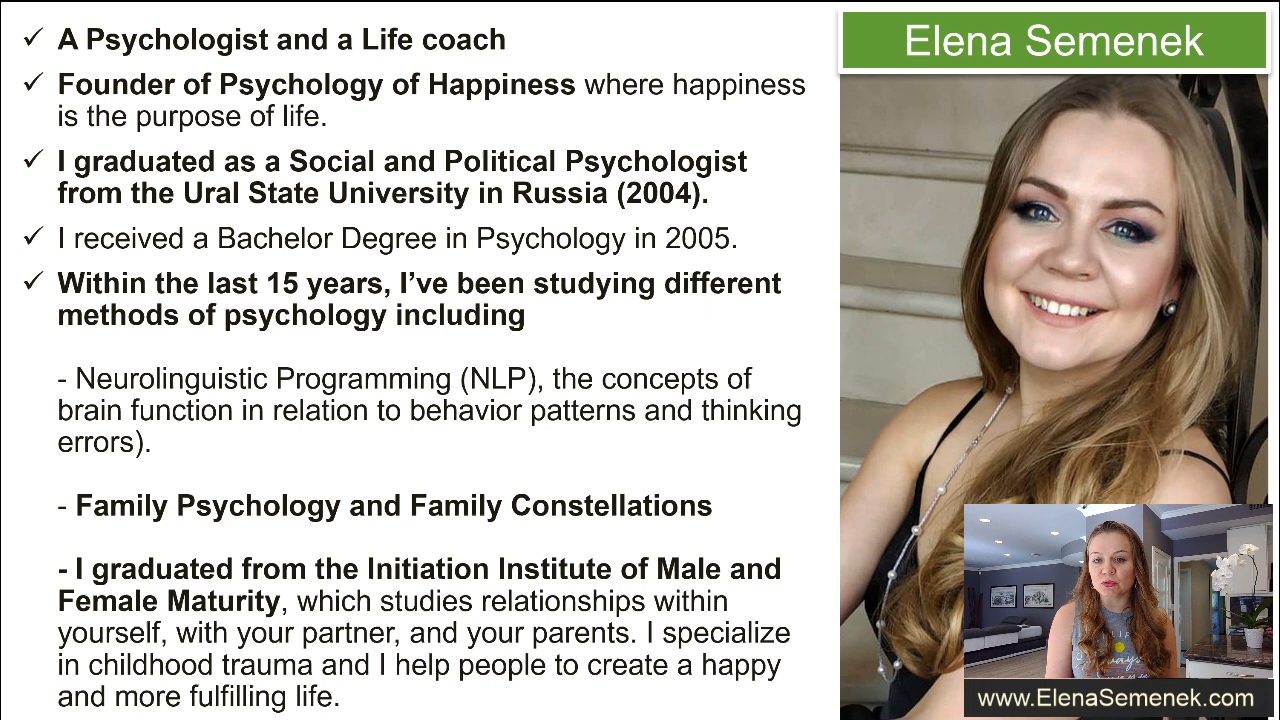 ✓ A Psychologist and a Life coach
✓ Founder of Psychology of Happiness where happiness
is the purpose of life.
✓ I graduated as a Social and Political Psychologist
from the Ural State University in Russia (2004).
✓ I received a Bachelor Degree in Psychology in 2005.
✓ Within the last 15 years, I’ve been studying different
methods of psychology including
- Neurolinguistic Programming (NLP), the concepts of
brain function in relation to behavior patterns and thinking
errors).
- Family Psychology and Family Constellations
- I graduated from the Initiation Institute of Male and
Female Maturity, which studies relationships within
yourself, with your partner, and your parents. I specialize
in childhood trauma and I help people to create a happy
and more fulfilling life.
Elena Semenek
www.ElenaSemenek.com